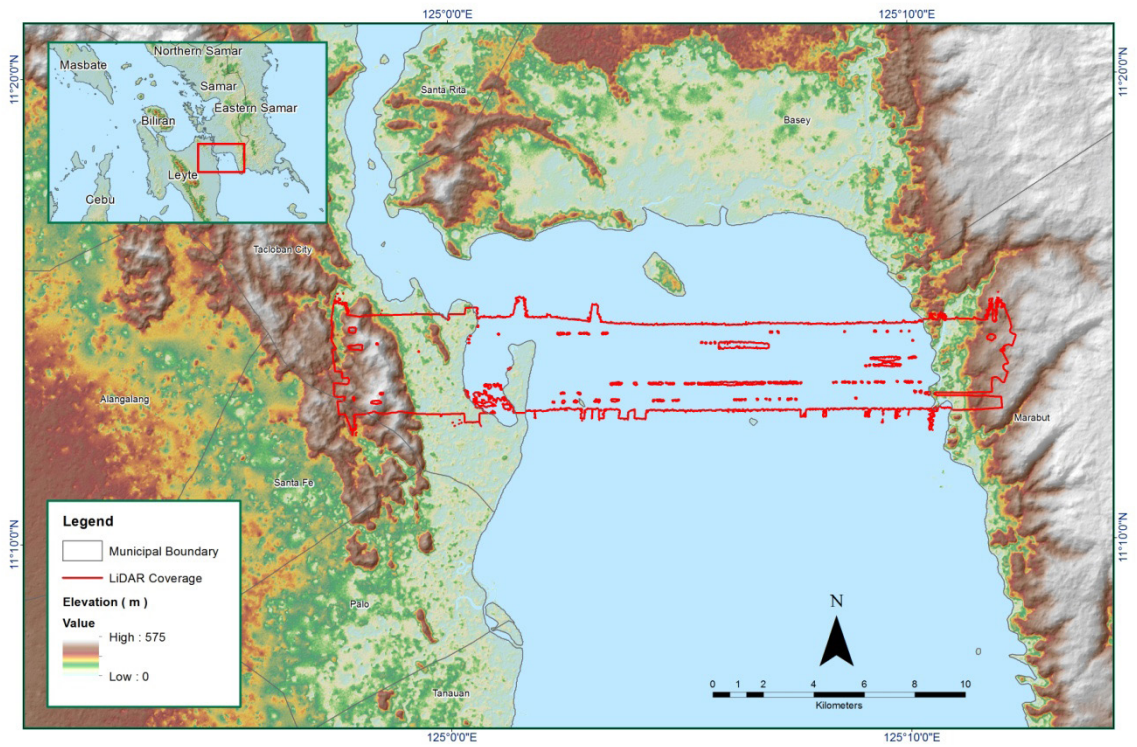 125°0'0"E
125°10'0"E
11°20'0"N
11°20'0"N
Northern Samar
Masbate
Samar
Eastern Samar
Biliran
Leyte
Cebu
Santa Rita
Basey
Tacloban City
Alangalang
Marabut
Santa Fe
Palo
Tanauan
11°10'0"N
11°10'0"N
Legend
Municipal Boundary
LiDAR Coverage
Elevation ( m )
Value
High : 575
Low : 0
N
0 1 2 4 6 8 10
Kilometers
125°0'0"E
125°10'0"E